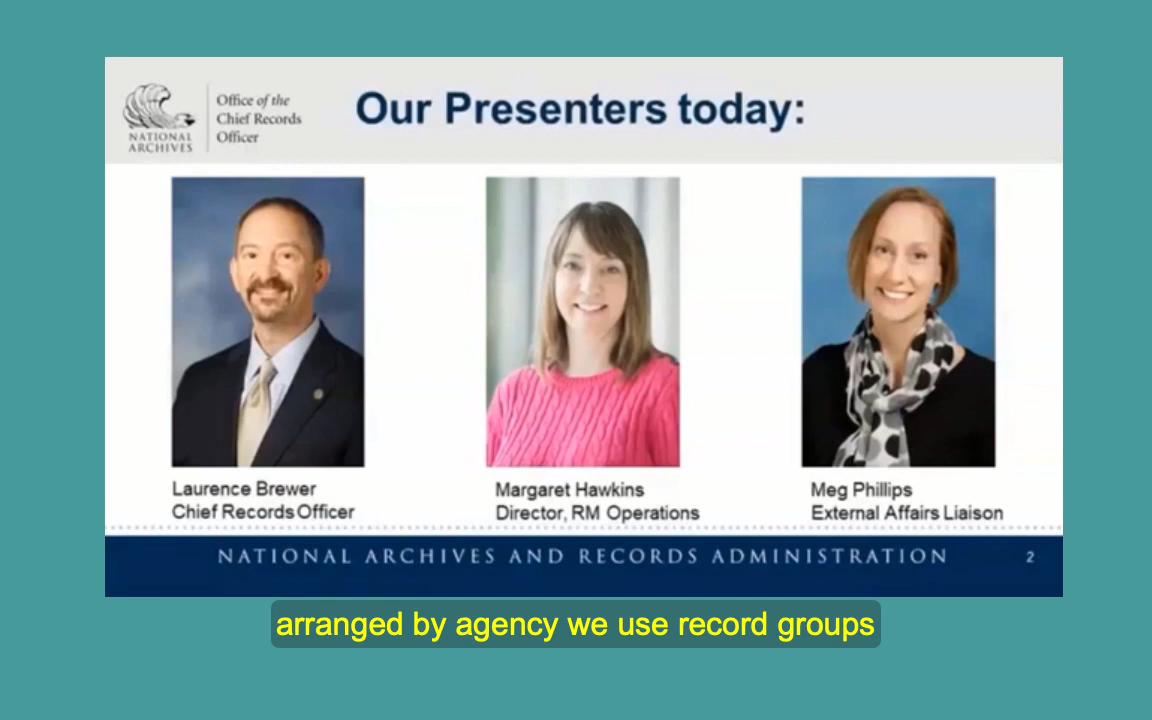 Office of the
Chief Records
Officer
NATIONAL
ARCHIVES
Our Presenters today:
Laurence Brewer
Chief Records Officer
Margaret Hawkins
Director, RM Operations
Meg Phillips
External Affairs Liaison
NATIONAL ARCHIVES AND RECORDS ADMINISTRATION
2
arranged by agency we use record groups